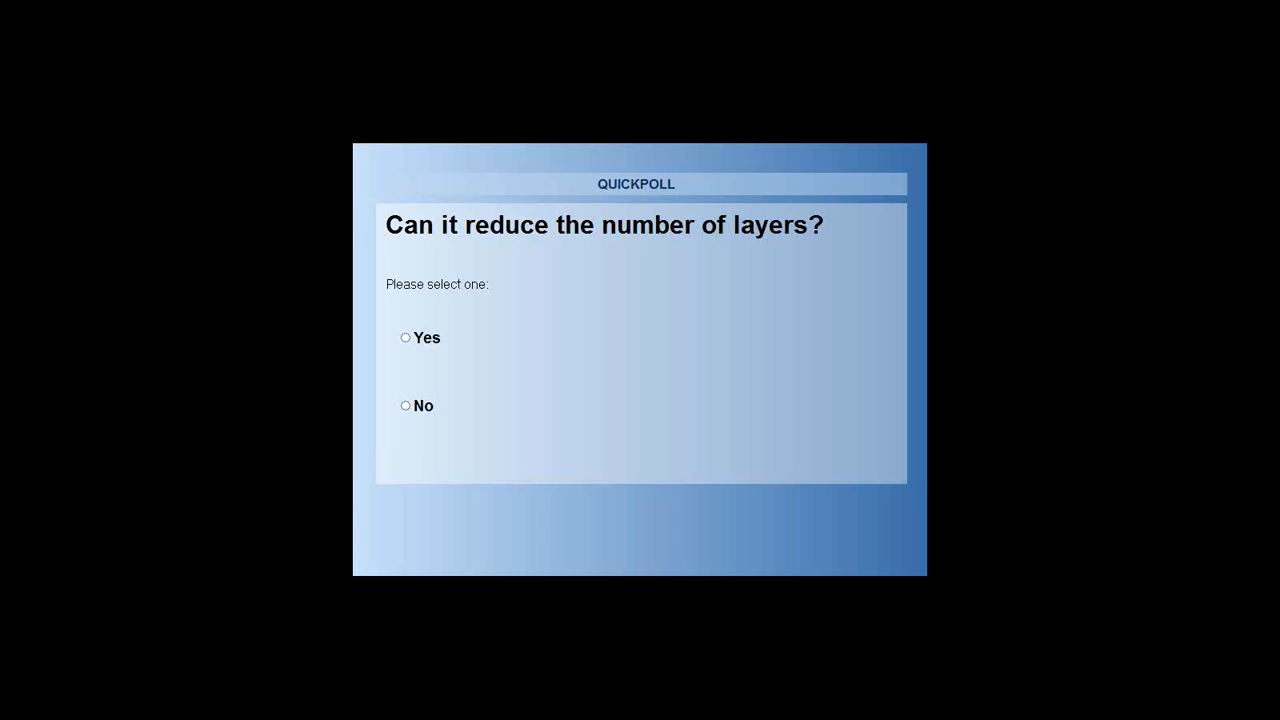 QUICKPOLL
Can it reduce the number of layers?
Please select one:
Yes
No